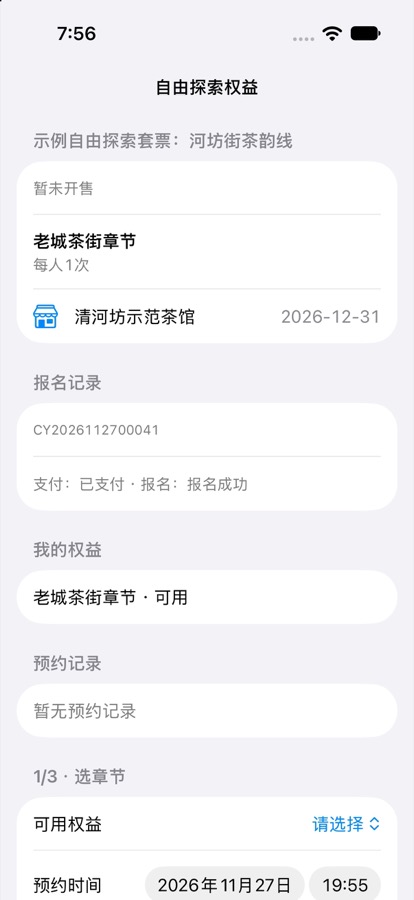 7:56
自由探索权益
示例自由探索套票：河坊街茶韵线
暂未开售
老城茶街章节
每人1次
清河坊示范茶馆 2026-12-31
报名记录
CY2026112700041
支付：已支付 · 报名：报名成功
我的权益
老城茶街章节 · 可用
预约记录
暂无预约记录
1/3 · 选章节
可用权益 请选择
预约时间 2026年11月27日 19:55